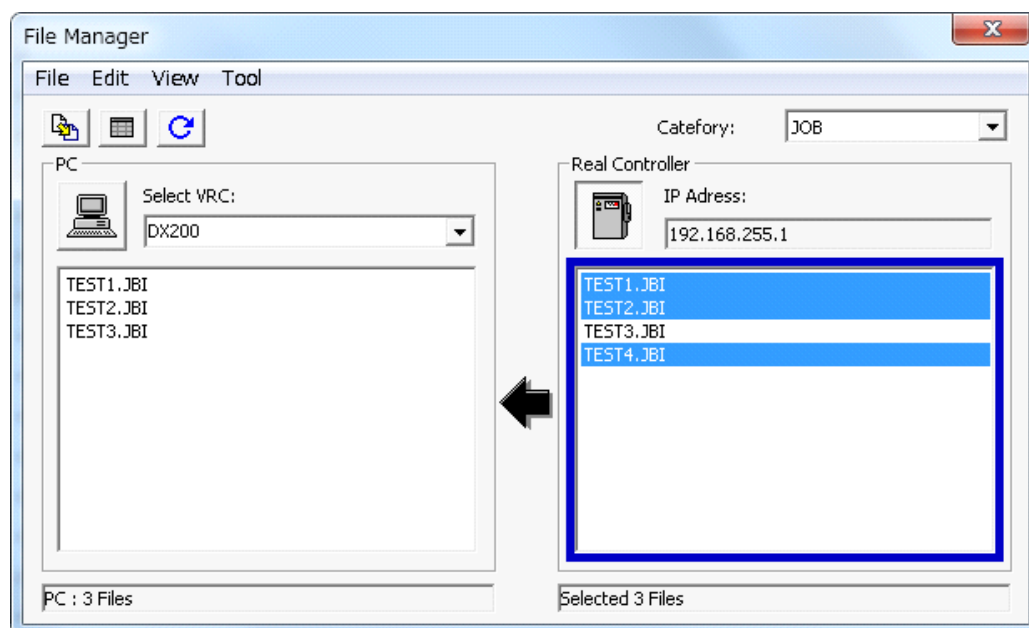 File Manager
File Edit View Tool
Catefory: JOB
PC
Select VRC:
DX200
TEST1.JBI
TEST2.JBI
TEST3.JBI
PC : 3 Files
Real Controller
IP Adress:
192.168.255.1
TEST1.JBI
TEST2.JBI
TEST3.JBI
TEST4.JBI
Selected 3 Files